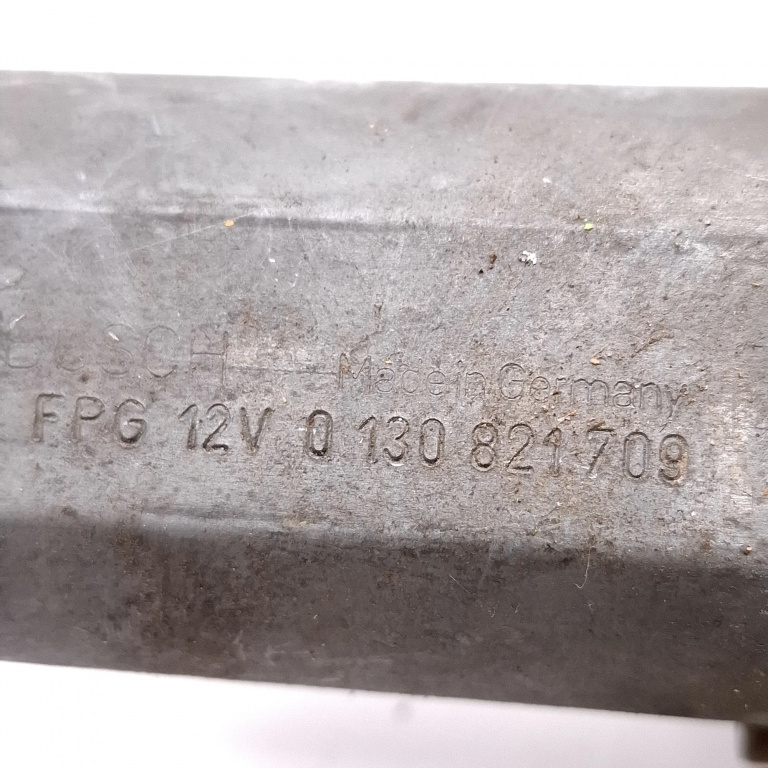 BOSCH Made in Germany
FPG 12V 0 130 821 709